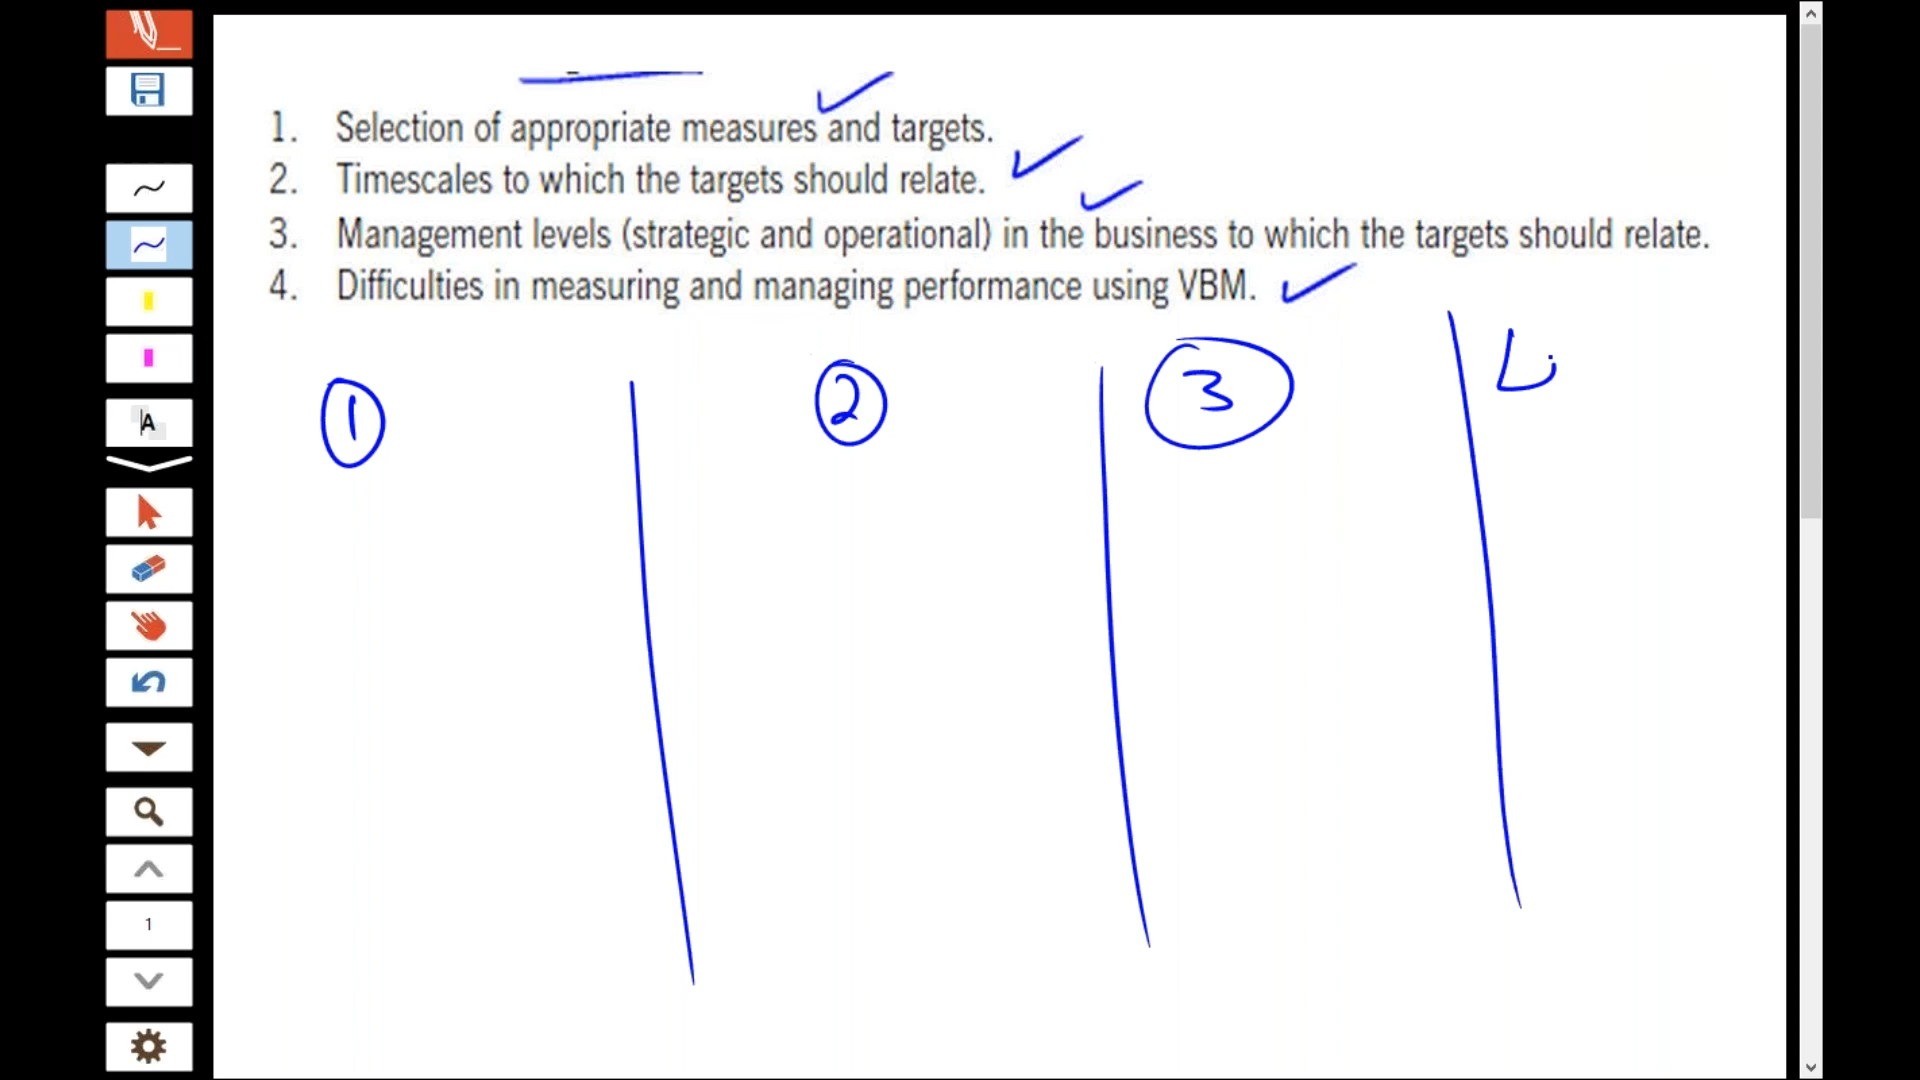 1. Selection of appropriate measures and targets.
2. Timescales to which the targets should relate.
3. Management levels (strategic and operational) in the business to which the targets should relate.
4. Difficulties in measuring and managing performance using VBM.
1 2 3
A
1